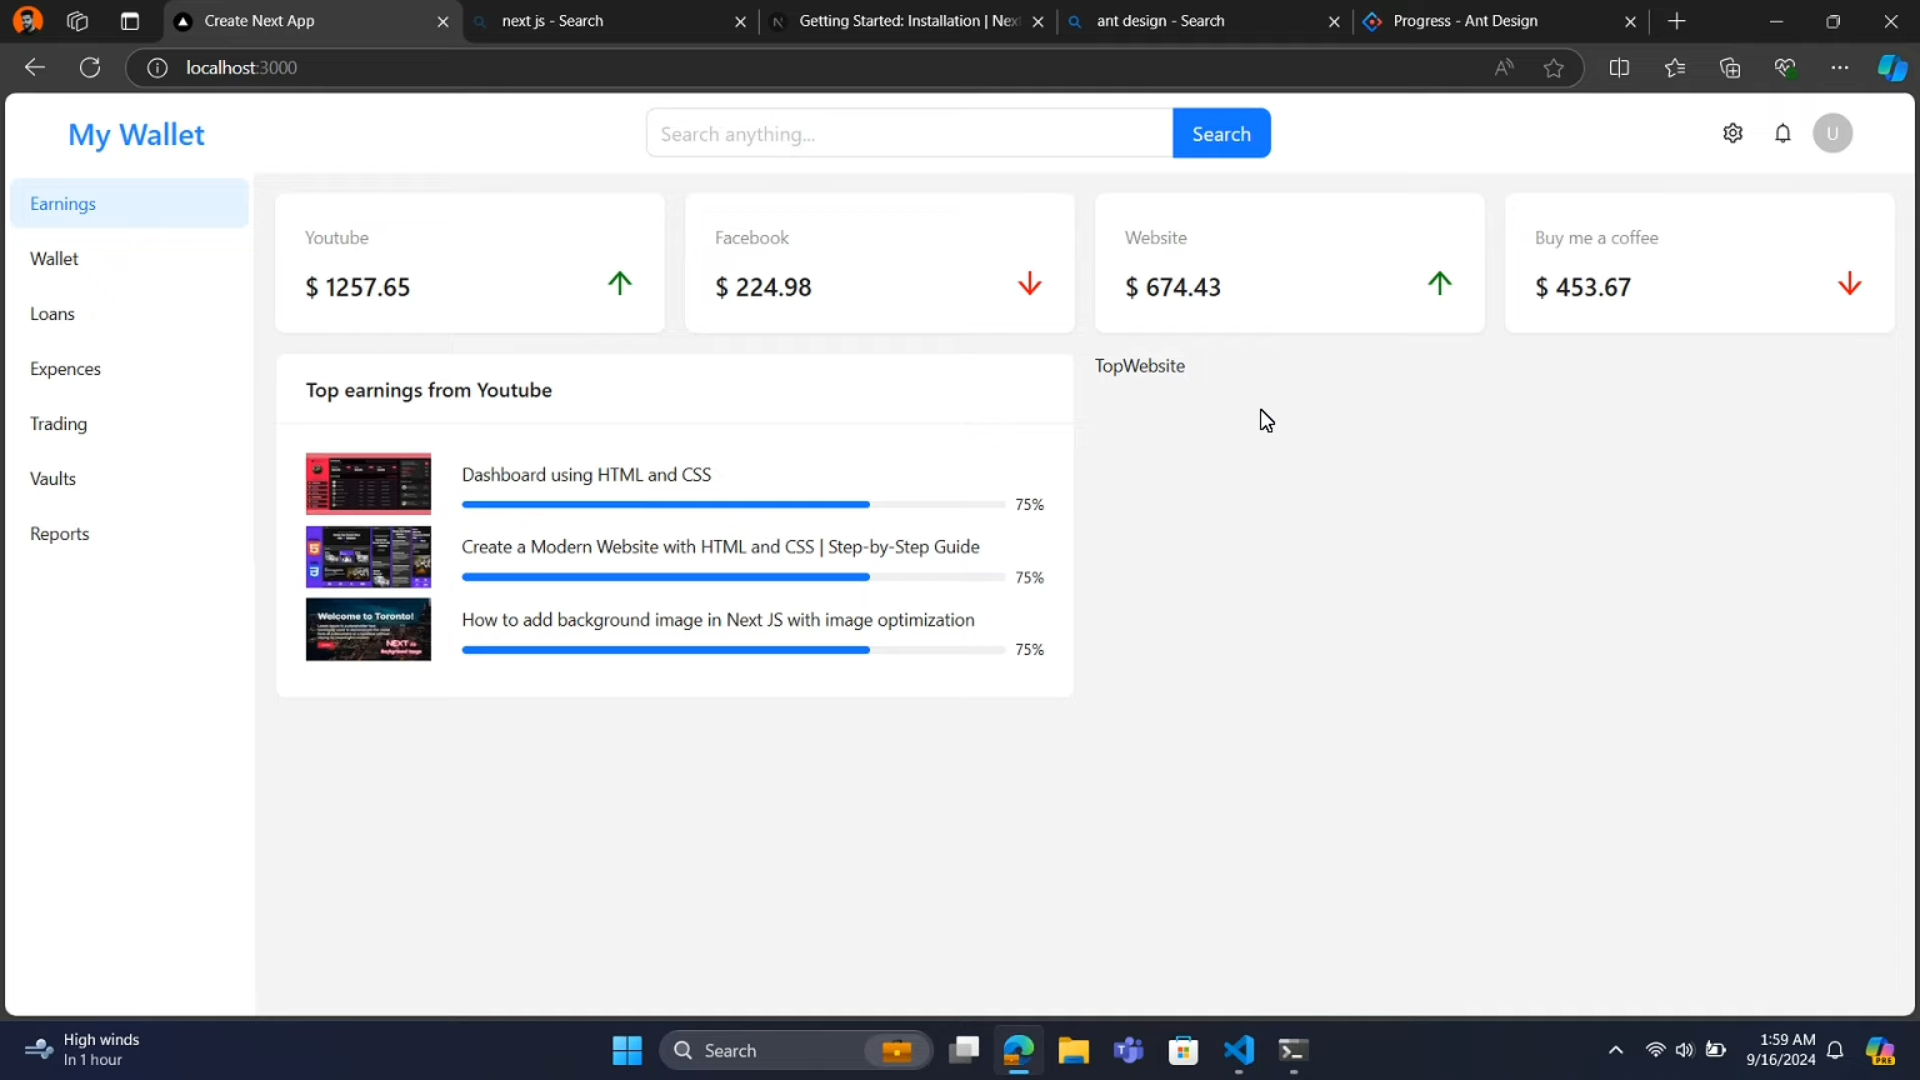 Create Next App
next js - Search
Getting Started: Installation | Nex
ant design - Search
Progress - Ant Design
localhost:3000
My Wallet
Search anything...
Search
U
Earnings
Wallet
Loans
Expences
Trading
Vaults
Reports
Youtube
$ 1257.65
Facebook
$ 224.98
Website
$ 674.43
Buy me a coffee
$ 453.67
Top earnings from Youtube
Dashboard using HTML and CSS
75%
Create a Modern Website with HTML and CSS | Step-by-Step Guide
75%
Welcome to Toronto!
NEXT
How to add background image in Next JS with image optimization
75%
TopWebsite
High winds
In 1 hour
Search
1:59 AM
9/16/2024
PRE